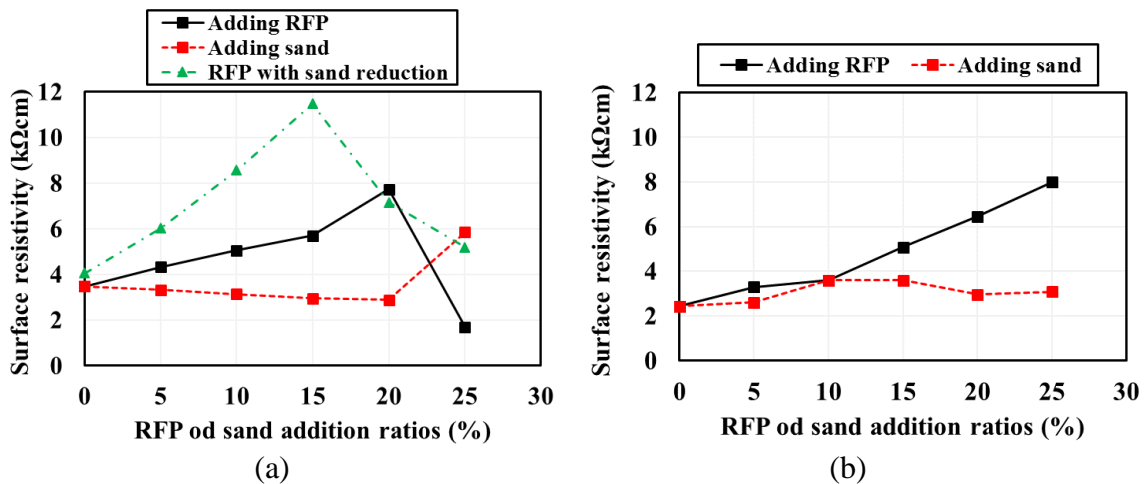 Adding RFP
Adding sand
RFP with sand reduction
Surface resistivity (kΩcm)
12
10
8
6
4
2
0
0 5 10 15 20 25 30
RFP od sand addition ratios (%)
(a)
Adding RFP Adding sand
Surface resistivity (kΩcm)
12
10
8
6
4
2
0
0 5 10 15 20 25 30
RFP od sand addition ratios (%)
(b)